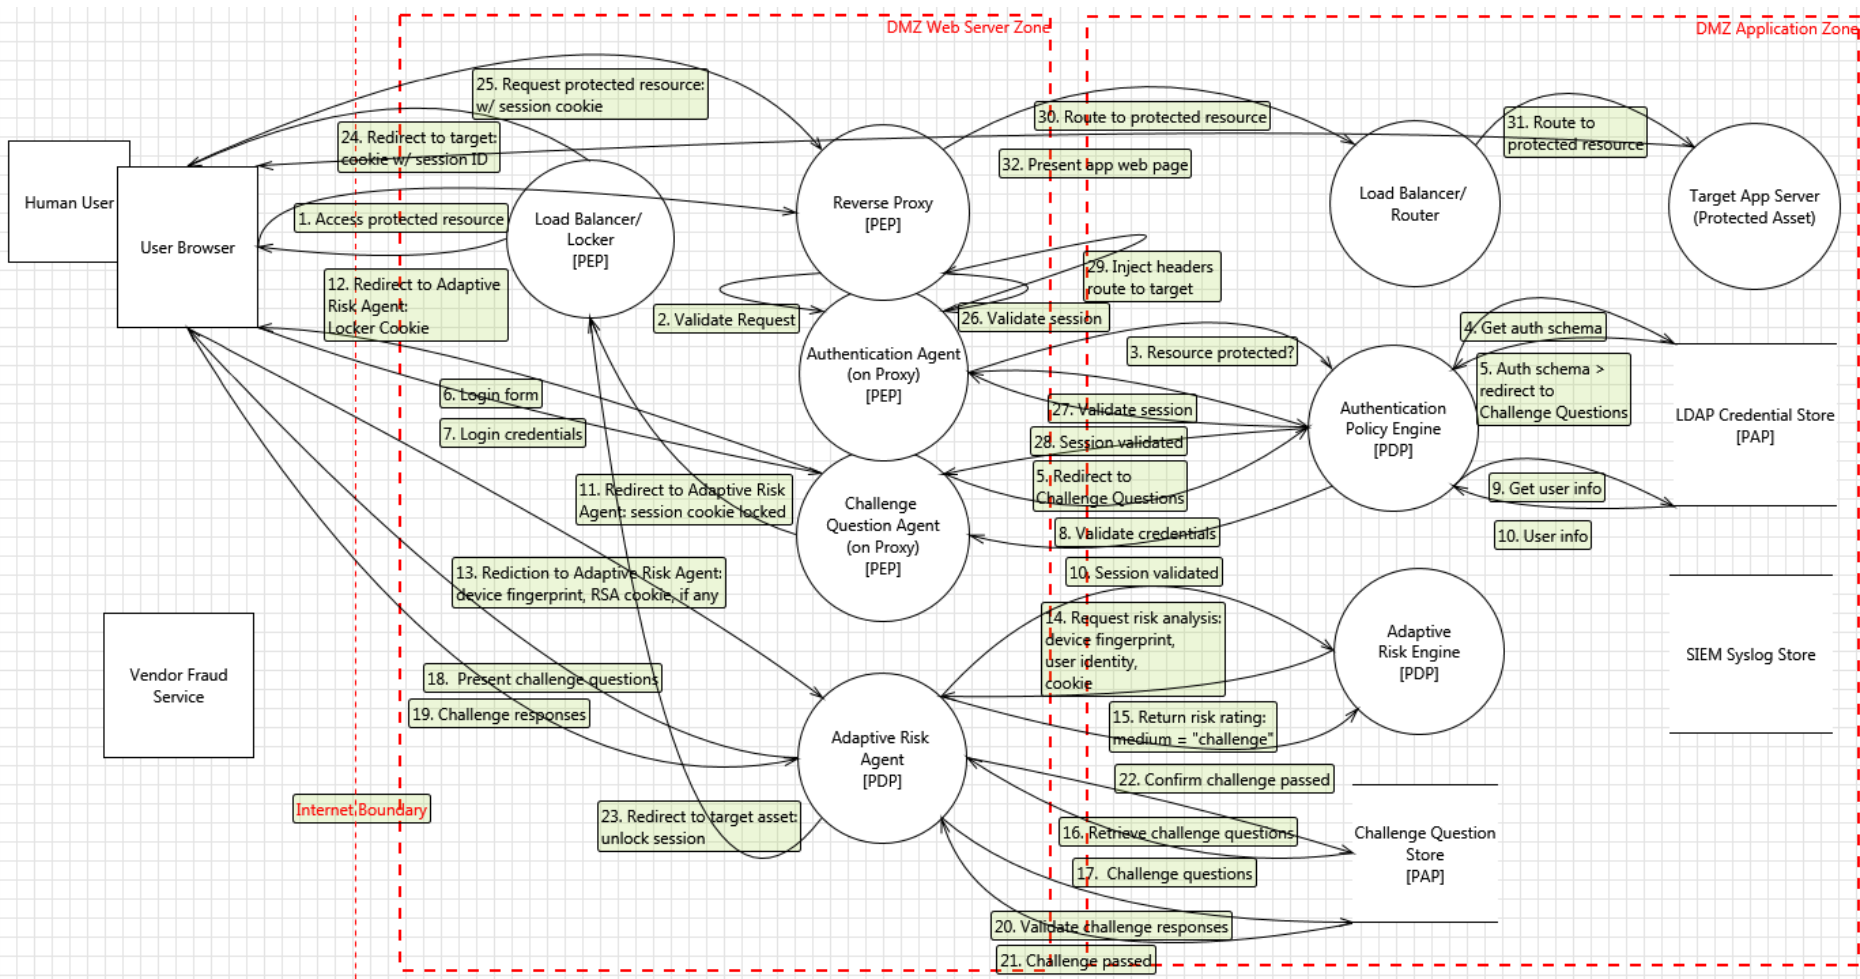 DMZ Web Server Zone
DMZ Application Zone
25. Request protected resource:
w/ session cookie
24. Redirect to target:
cookie w/ session ID
30. Route to protected resource
31. Route to
protected resource
32. Present app web page
Human User
User Browser
1. Access protected resource
Load Balancer/
Locker
[PEP]
Reverse Proxy
[PEP]
Load Balancer/
Router
Target App Server
(Protected Asset)
12. Redirect to Adaptive
Risk Agent:
Locker Cookie
29. Inject headers
route to target
2. Validate Request
26. Validate session
Authentication Agent
(on Proxy)
[PEP]
3. Resource protected?
4. Get auth schema
5. Auth schema >
redirect to
Challenge Questions
Authentication
Policy Engine
[PDP]
LDAP Credential Store
[PAP]
6. Login form
7. Login credentials
27. Validate session
28. Session validated
5. Redirect to
Challenge Questions
9. Get user info
10. User info
11. Redirect to Adaptive Risk
Agent: session cookie locked
Challenge
Question Agent
(on Proxy)
[PEP]
8. Validate credentials
10. Session validated
13. Rediction to Adaptive Risk Agent:
device fingerprint, RSA cookie, if any
14. Request risk analysis:
device fingerprint,
user identity,
cookie
Adaptive
Risk Engine
[PDP]
SIEM Syslog Store
Vendor Fraud
Service
18.  Present challenge questions
19. Challenge responses
15. Return risk rating:
medium = "challenge"
Adaptive Risk
Agent
[PDP]
22. Confirm challenge passed
Internet Boundary
23. Redirect to target asset:
unlock session
16. Retrieve challenge questions
17.  Challenge questions
Challenge Question
Store
[PAP]
20. Validate challenge responses
21. Challenge passed